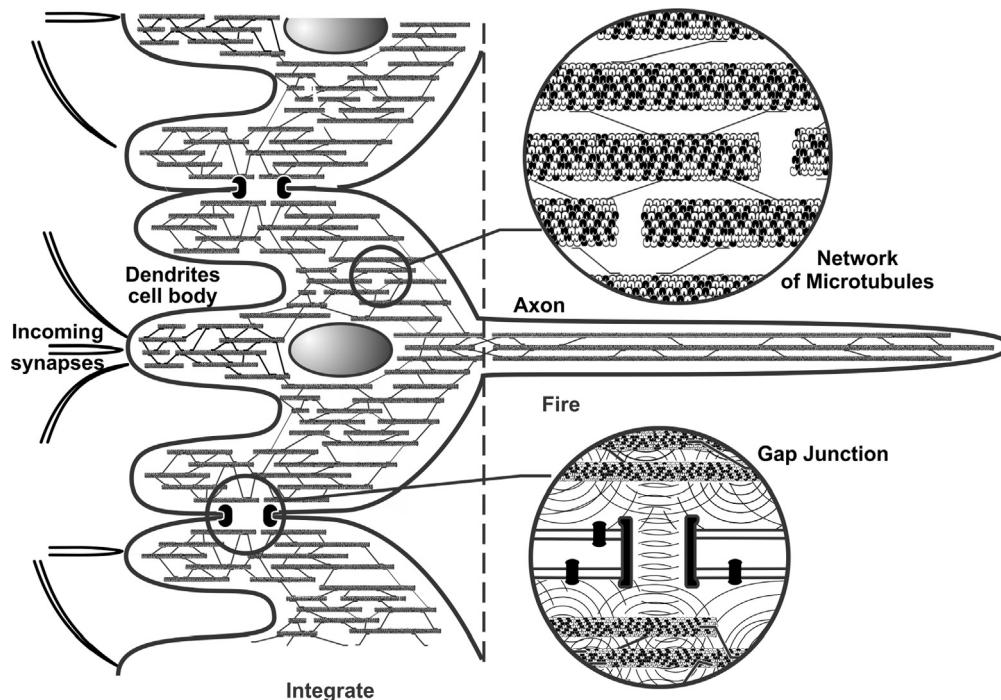 Network
of Microtubules
Dendrites
cell body
Axon
Incoming
synapses
Fire
Gap Junction
Integrate